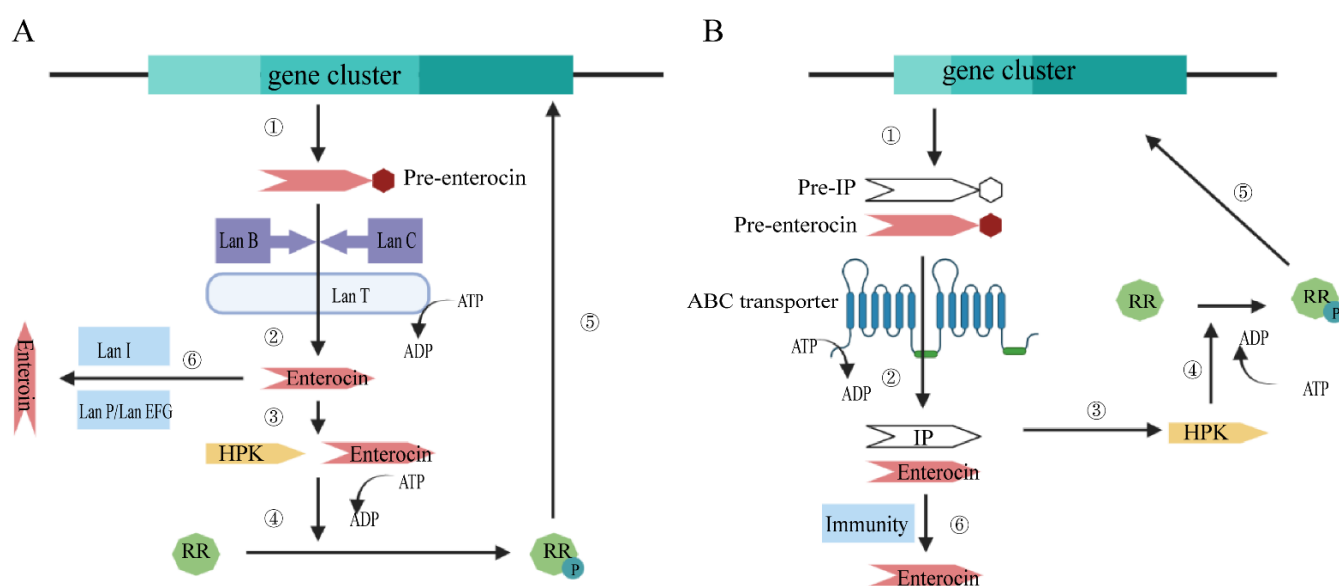 A
gene cluster
①
Pre-enterocin
Lan B
Lan C
Lan T
ATP
②
ADP
⑤
Lan I
⑥
Enteroin
Enterocin
Lan P/Lan EFG
③
HPK
Enterocin
ATP
ADP
④
RR
RR
P
B
gene cluster
①
Pre-IP
Pre-enterocin
⑤
ABC transporter
RR
RR
P
ATP
ADP
②
ADP
④
ATP
③
IP
HPK
Enterocin
Immunity
⑥
Enterocin